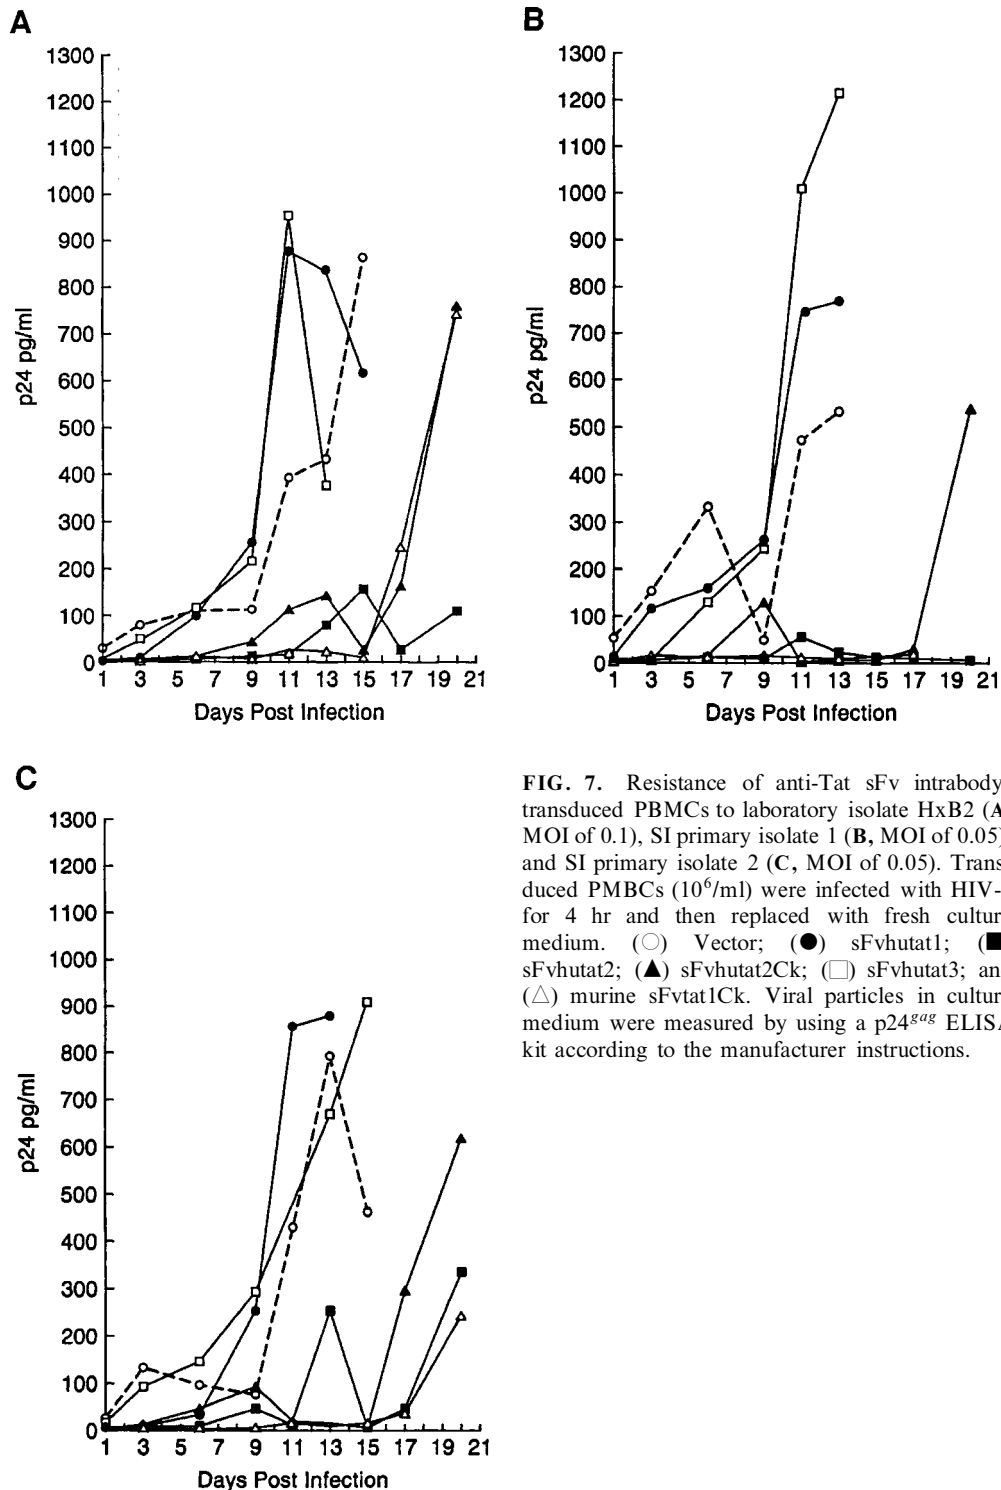 A
1300
1200
1100
1000
900
800
700
600
500
400
300
200
100
0
p24 pg/ml
1 3 5 7 9 11 13 15 17 19 21
Days Post Infection
B
1300
1200
1100
1000
900
800
700
600
500
400
300
200
100
0
p24 pg/ml
1 3 5 7 9 11 13 15 17 19 21
Days Post Infection
C
1300
1200
1100
1000
900
800
700
600
500
400
300
200
100
0
p24 pg/ml
1 3 5 7 9 11 13 15 17 19 21
Days Post Infection
FIG. 7. Resistance of anti-Tat sFv intrabody
transduced PBMCs to laboratory isolate HxB2 (A
MOI of 0.1), SI primary isolate 1 (B, MOI of 0.05)
and SI primary isolate 2 (C, MOI of 0.05). Trans
duced PMBCs (10⁶/ml) were infected with HIV-
for 4 hr and then replaced with fresh cultur
medium. (○) Vector; (●) sFvhutat1; (■
sFvhutat2; (▲) sFvhutat2Ck; (□) sFvhutat3; an
(△) murine sFvtat1Ck. Viral particles in cultur
medium were measured by using a p24gag ELISA
kit according to the manufacturer instructions.